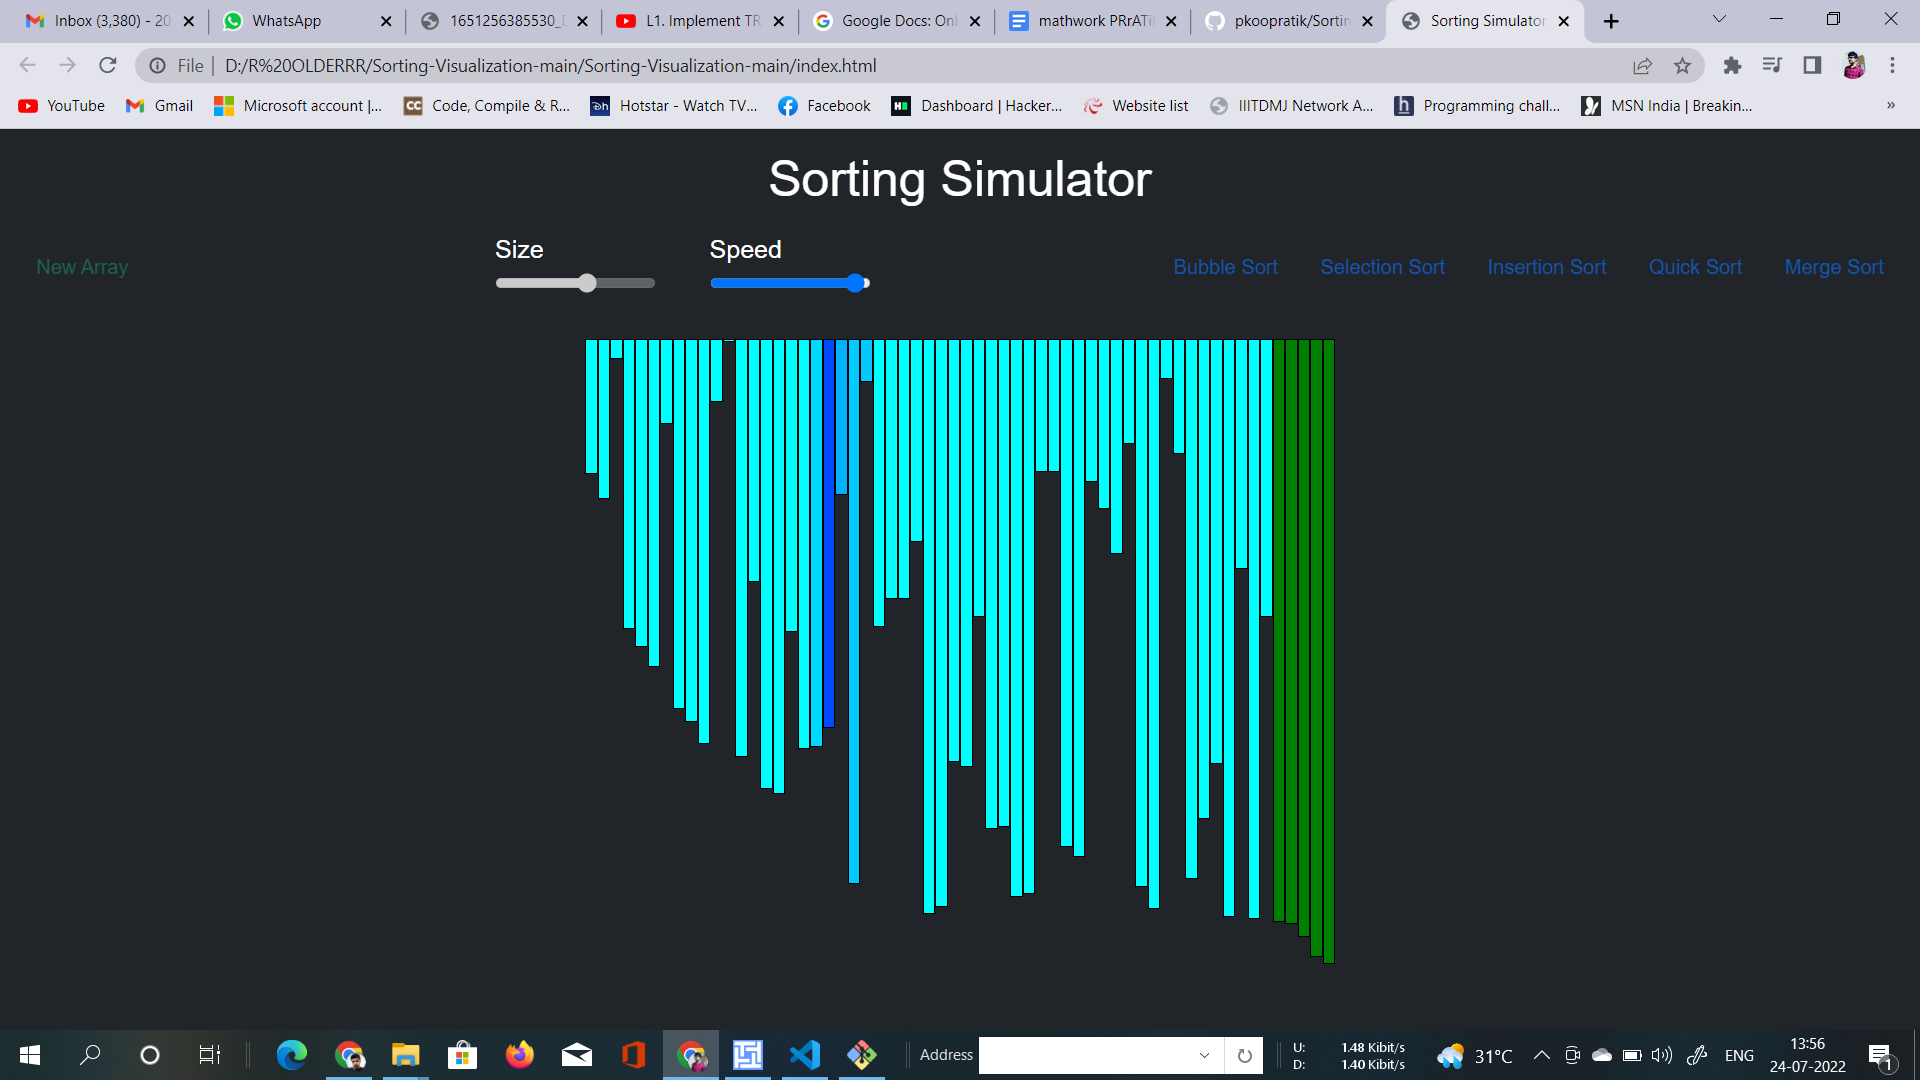 Inbox (3,380) - 20
WhatsApp
1651256385530_
L1. Implement TR
Google Docs: Onl
mathwork PRrATi
pkoopratik/Sortin
Sorting Simulator
File | D:/R%20OLDERRR/Sorting-Visualization-main/Sorting-Visualization-main/index.html
YouTube
Gmail
Microsoft account |...
CC
Code, Compile & R...
Dh
Hotstar - Watch TV...
Facebook
H
Dashboard | Hacker...
Website list
IIITDMJ Network A...
h
Programming chall...
MSN India | Breakin...
»
Sorting Simulator
New Array
Size
Speed
Bubble Sort
Selection Sort
Insertion Sort
Quick Sort
Merge Sort
Address
U: 1.48 Kibit/s
D: 1.40 Kibit/s
31°C
ENG
13:56
24-07-2022
1